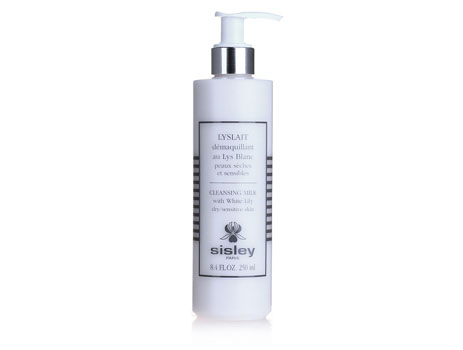 LYSLAIT
démaquillant
au Lys Blanc
peaux sèches
et sensibles
CLEANSING MILK
with White Lily
dry-sensitive skin
sisley
PARIS
8.4 FL.OZ. 250 ml